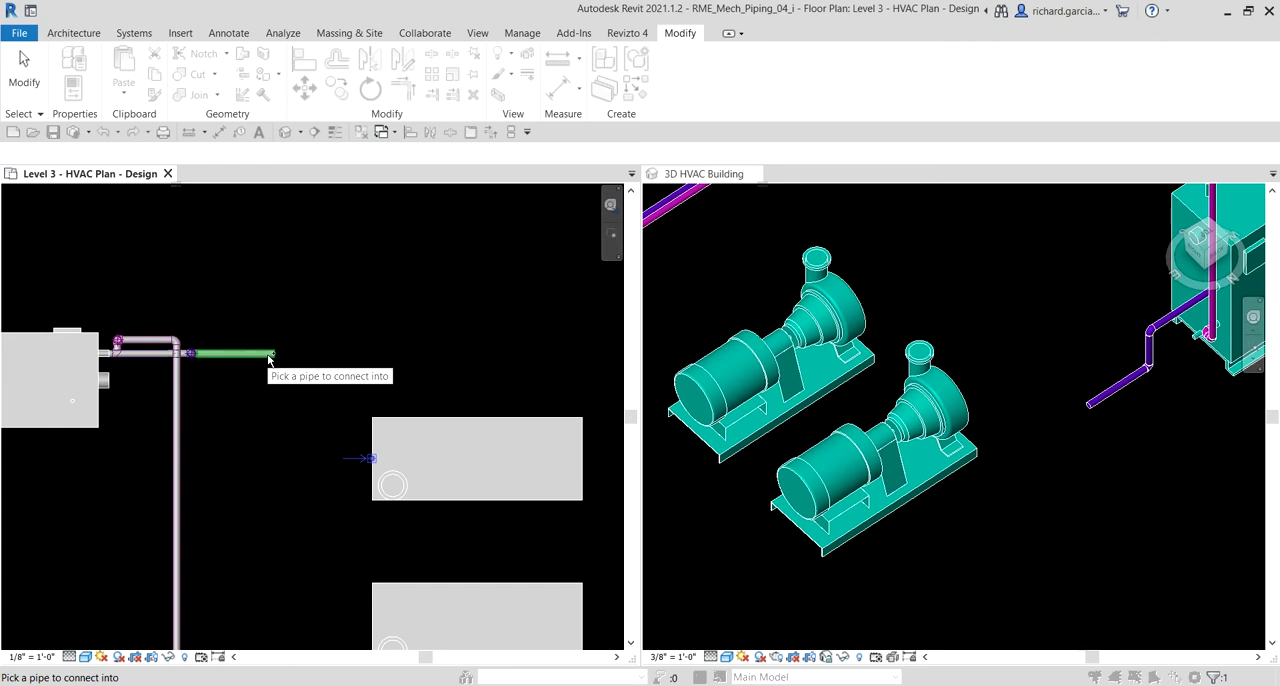 Autodesk Revit 2021.1.2 - RME_Mech_Piping_04_i - Floor Plan: Level 3 - HVAC Plan - Design
richard.garcia...
File Architecture Systems Insert Annotate Analyze Massing & Site Collaborate View Manage Add-Ins Revizto 4 Modify
Notch
Cut
Modify Paste
Join
Select Properties Clipboard Geometry Modify View Measure Create
Level 3 - HVAC Plan - Design
3D HVAC Building
Pick a pipe to connect into
1/8" = 1'-0"
3/8" = 1'-0"
Pick a pipe to connect into
:0
Main Model
:1